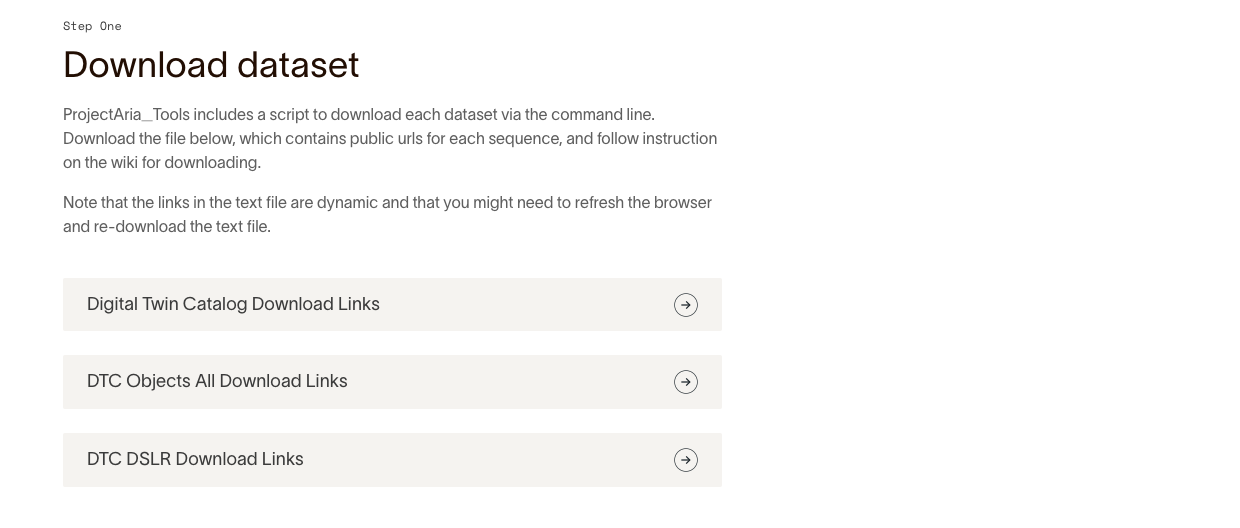 Step One
Download dataset
ProjectAria_Tools includes a script to download each dataset via the command line.
Download the file below, which contains public urls for each sequence, and follow instruction
on the wiki for downloading.
Note that the links in the text file are dynamic and that you might need to refresh the browser
and re-download the text file.
Digital Twin Catalog Download Links
DTC Objects All Download Links
DTC DSLR Download Links